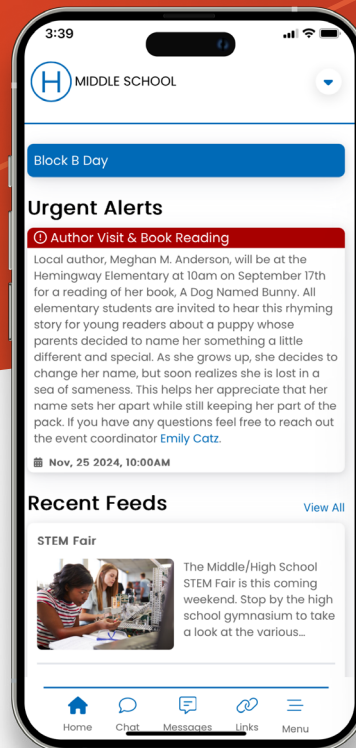 3:39
H MIDDLE SCHOOL
Block B Day
Urgent Alerts
Author Visit & Book Reading
Local author, Meghan M. Anderson, will be at the
Hemingway Elementary at 10am on September 17th
for a reading of her book, A Dog Named Bunny. All
elementary students are invited to hear this rhyming
story for young readers about a puppy whose
parents decided to name her something a little
different and special. As she grows up, she decides to
change her name, but soon realizes she is lost in a
sea of sameness. This helps her appreciate that her
name sets her apart while still keeping her part of the
pack. If you have any questions feel free to reach out
the event coordinator Emily Catz.
Nov, 25 2024, 10:00AM
Recent Feeds
View All
STEM Fair
The Middle/High School
STEM Fair is this coming
weekend. Stop by the high
school gymnasium to take
a look at the various...
Home Chat Messages Links Menu